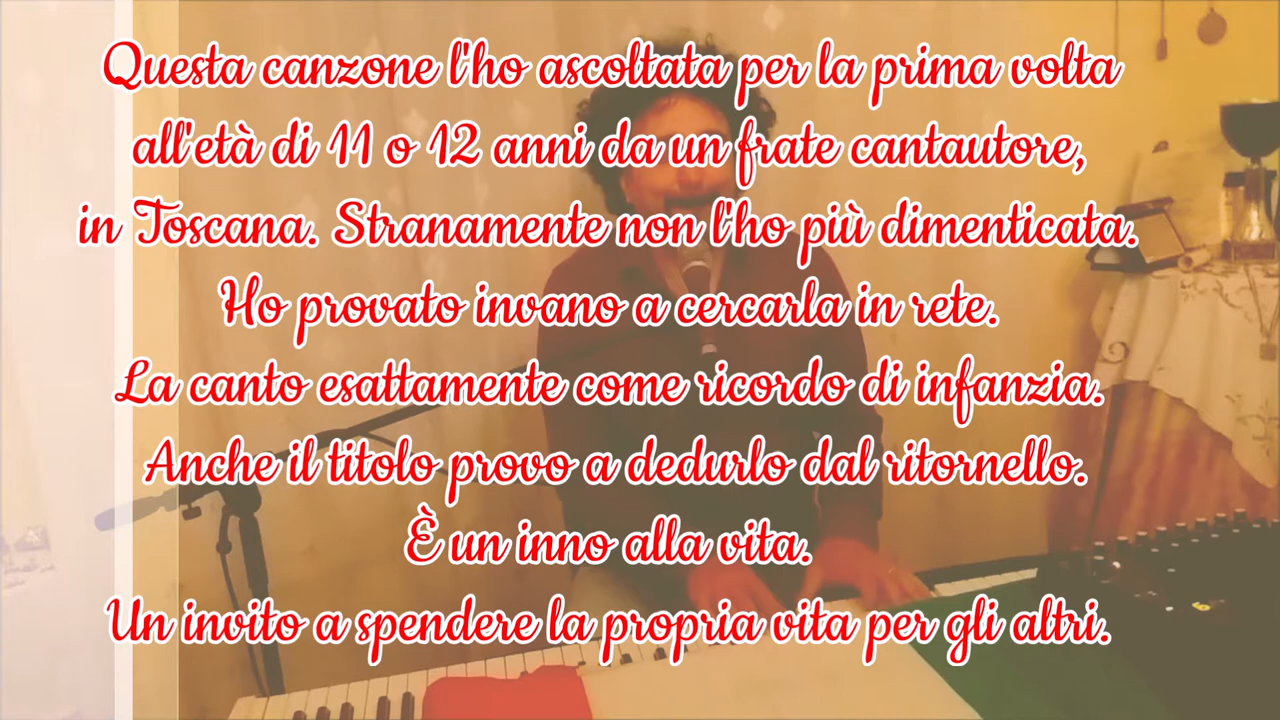 Questa canzone l'ho ascoltata per la prima volta
all'età di 11 o 12 anni da un frate cantautore,
in Toscana. Stranamente non l'ho più dimenticata.
Ho provato invano a cercarla in rete.
La canto esattamente come ricordo di infanzia.
Anche il titolo provo a dedurlo dal ritornello.
È un inno alla vita.
Un invito a spendere la propria vita per gli altri.